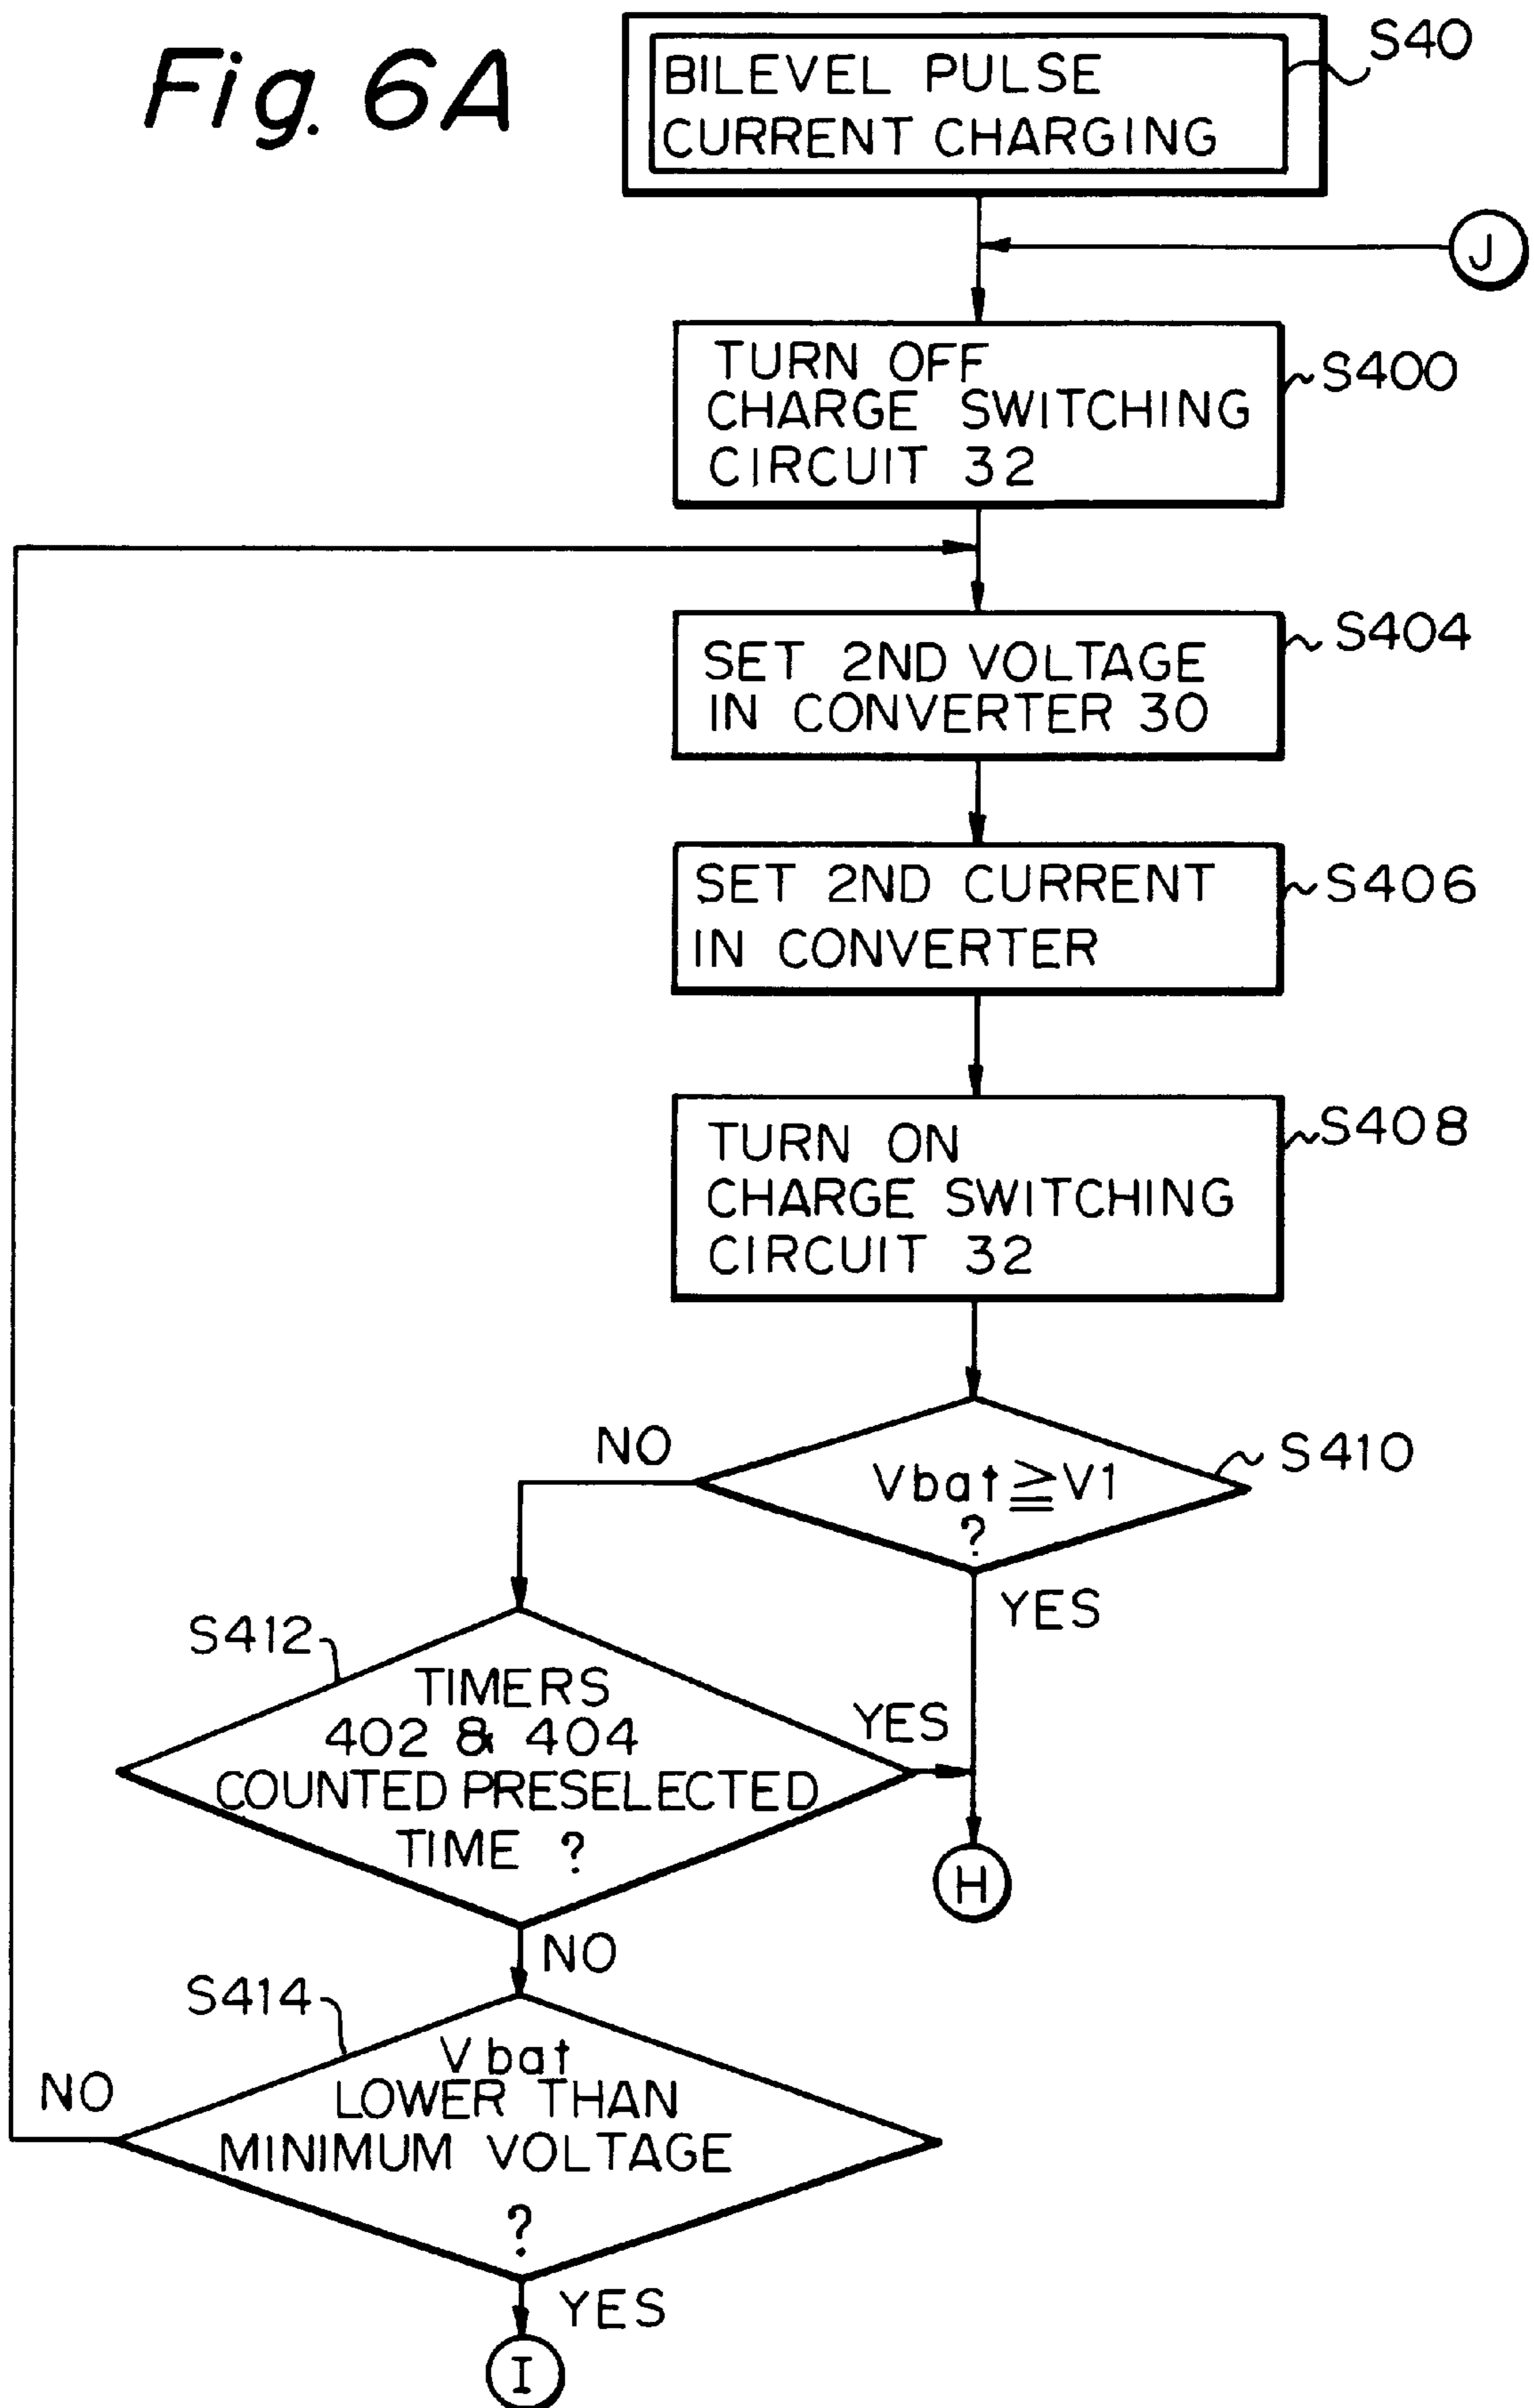 Fig. 6A
BILEVEL PULSE
CURRENT CHARGING
S40
J
TURN OFF
CHARGE SWITCHING
CIRCUIT 32
S400
SET 2ND VOLTAGE
IN CONVERTER 30
S404
SET 2ND CURRENT
IN CONVERTER
S406
TURN ON
CHARGE SWITCHING
CIRCUIT 32
S408
NO
Vbat ≧ V1
?
S410
YES
S412
TIMERS
402 & 404
COUNTED PRESELECTED
TIME ?
YES
H
NO
S414
Vbat
LOWER THAN
MINIMUM VOLTAGE
?
NO
YES
I